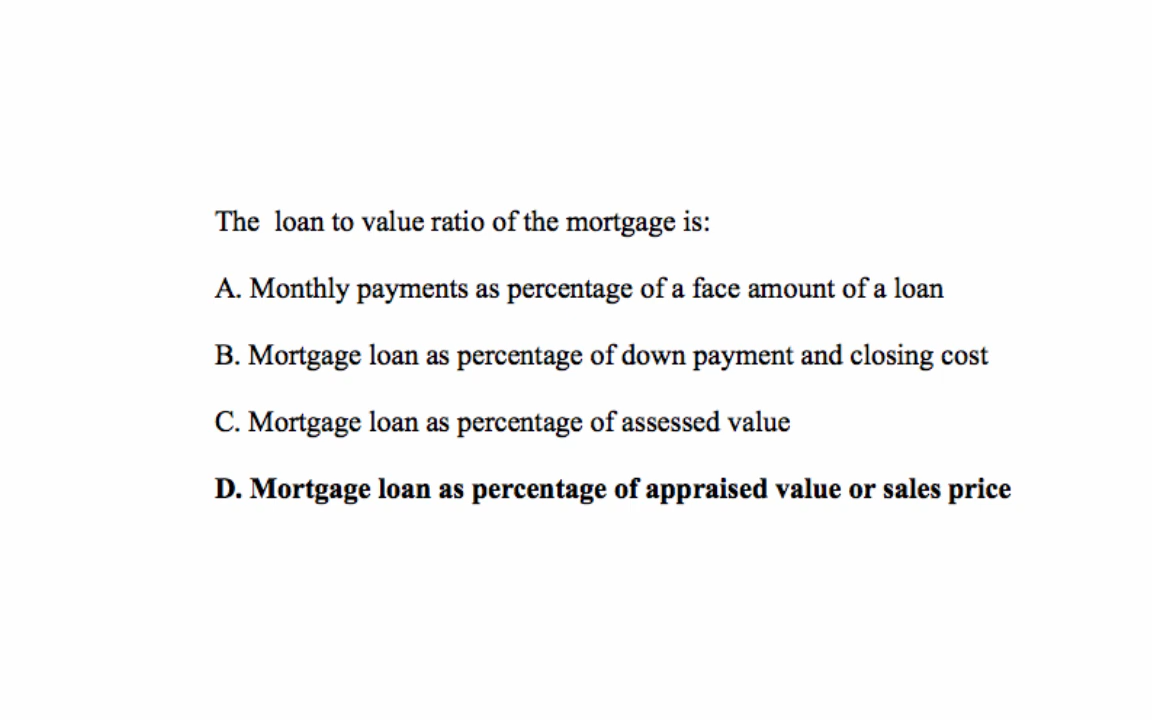 The  loan to value ratio of the mortgage is:
A. Monthly payments as percentage of a face amount of a loan
B. Mortgage loan as percentage of down payment and closing cost
C. Mortgage loan as percentage of assessed value
D. Mortgage loan as percentage of appraised value or sales price